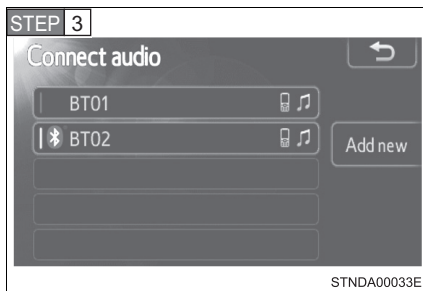 STEP 3
Connect audio
BT01
BT02
Add new
STNDA00033E